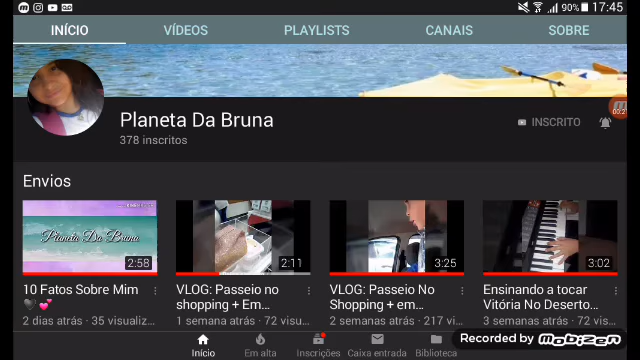 90% 17:45
INÍCIO VÍDEOS PLAYLISTS CANAIS SOBRE
Planeta Da Bruna
378 inscritos
INSCRITO
00:21
Envios
Planeta Da Bruna
2:58
2:11
3:25
3:02
10 Fatos Sobre Mim
🖤💕
2 dias atrás · 35 visualiz...
VLOG: Passeio no
shopping + Em...
1 semana atrás · 72 visu...
VLOG: Passeio No
Shopping + em...
2 semanas atrás · 217 vi...
Ensinando a tocar
Vitória No Deserto...
3 semanas atrás · 72 vis...
Início Em alta Inscrições Caixa entrada Biblioteca
Recorded by
mobizen